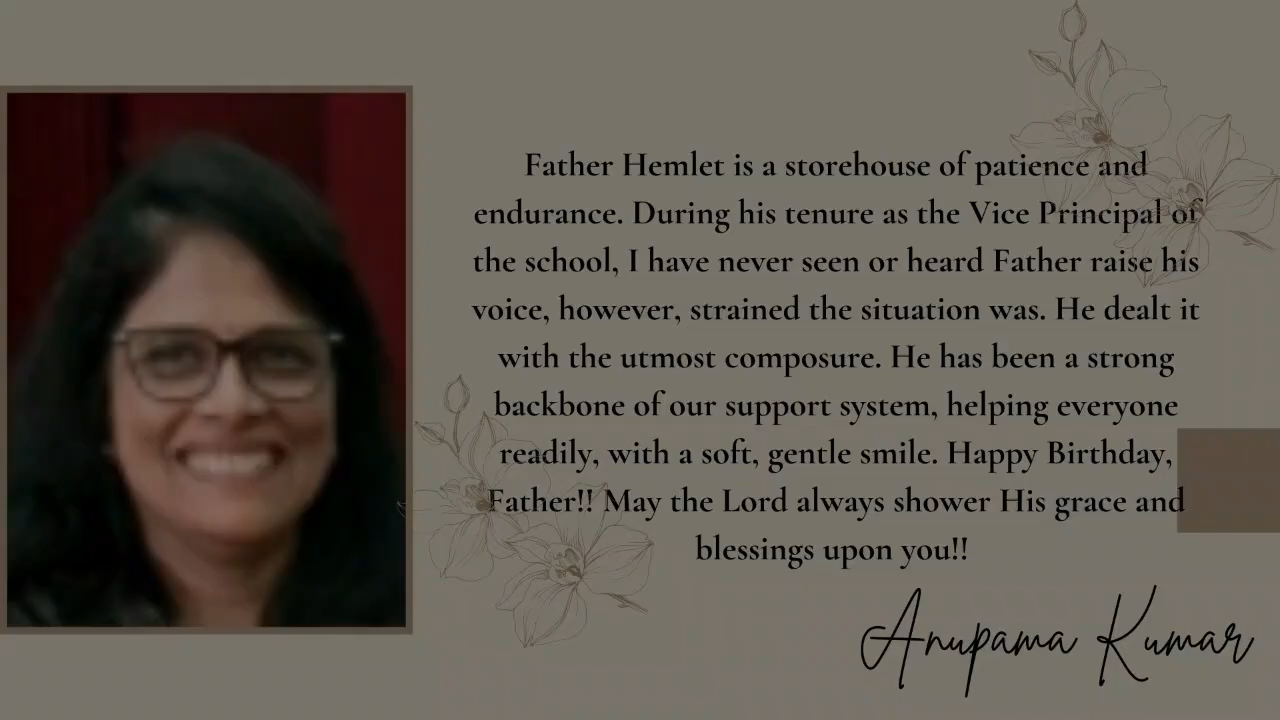 Father Hemlet is a storehouse of patience and
endurance. During his tenure as the Vice Principal of
the school, I have never seen or heard Father raise his
voice, however, strained the situation was. He dealt it
with the utmost composure. He has been a strong
backbone of our support system, helping everyone
readily, with a soft, gentle smile. Happy Birthday,
Father!! May the Lord always shower His grace and
blessings upon you!!
Anupama Kumar